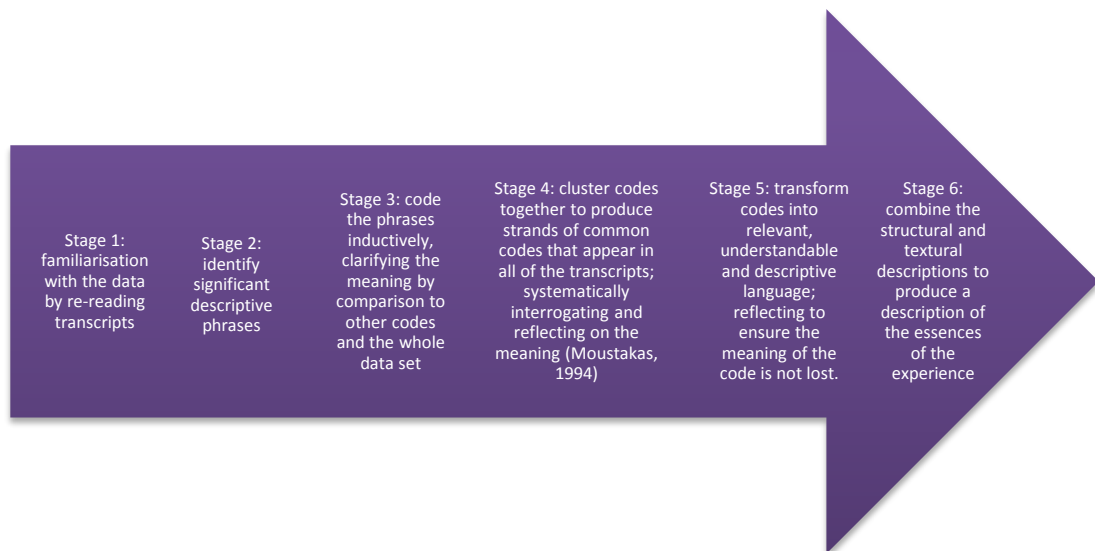 Stage 1:
familiarisation
with the data
by re-reading
transcripts
Stage 2:
identify
significant
descriptive
phrases
Stage 3: code
the phrases
inductively,
clarifying the
meaning by
comparison to
other codes
and the whole
data set
Stage 4: cluster codes
together to produce
strands of common
codes that appear in
all of the transcripts;
systematically
interrogating and
reflecting on the
meaning (Moustakas,
1994)
Stage 5: transform
codes into
relevant,
understandable
and descriptive
language;
reflecting to
ensure the
meaning of the
code is not lost.
Stage 6:
combine the
structural and
textural
descriptions to
produce a
description of
the essences
of the
experience